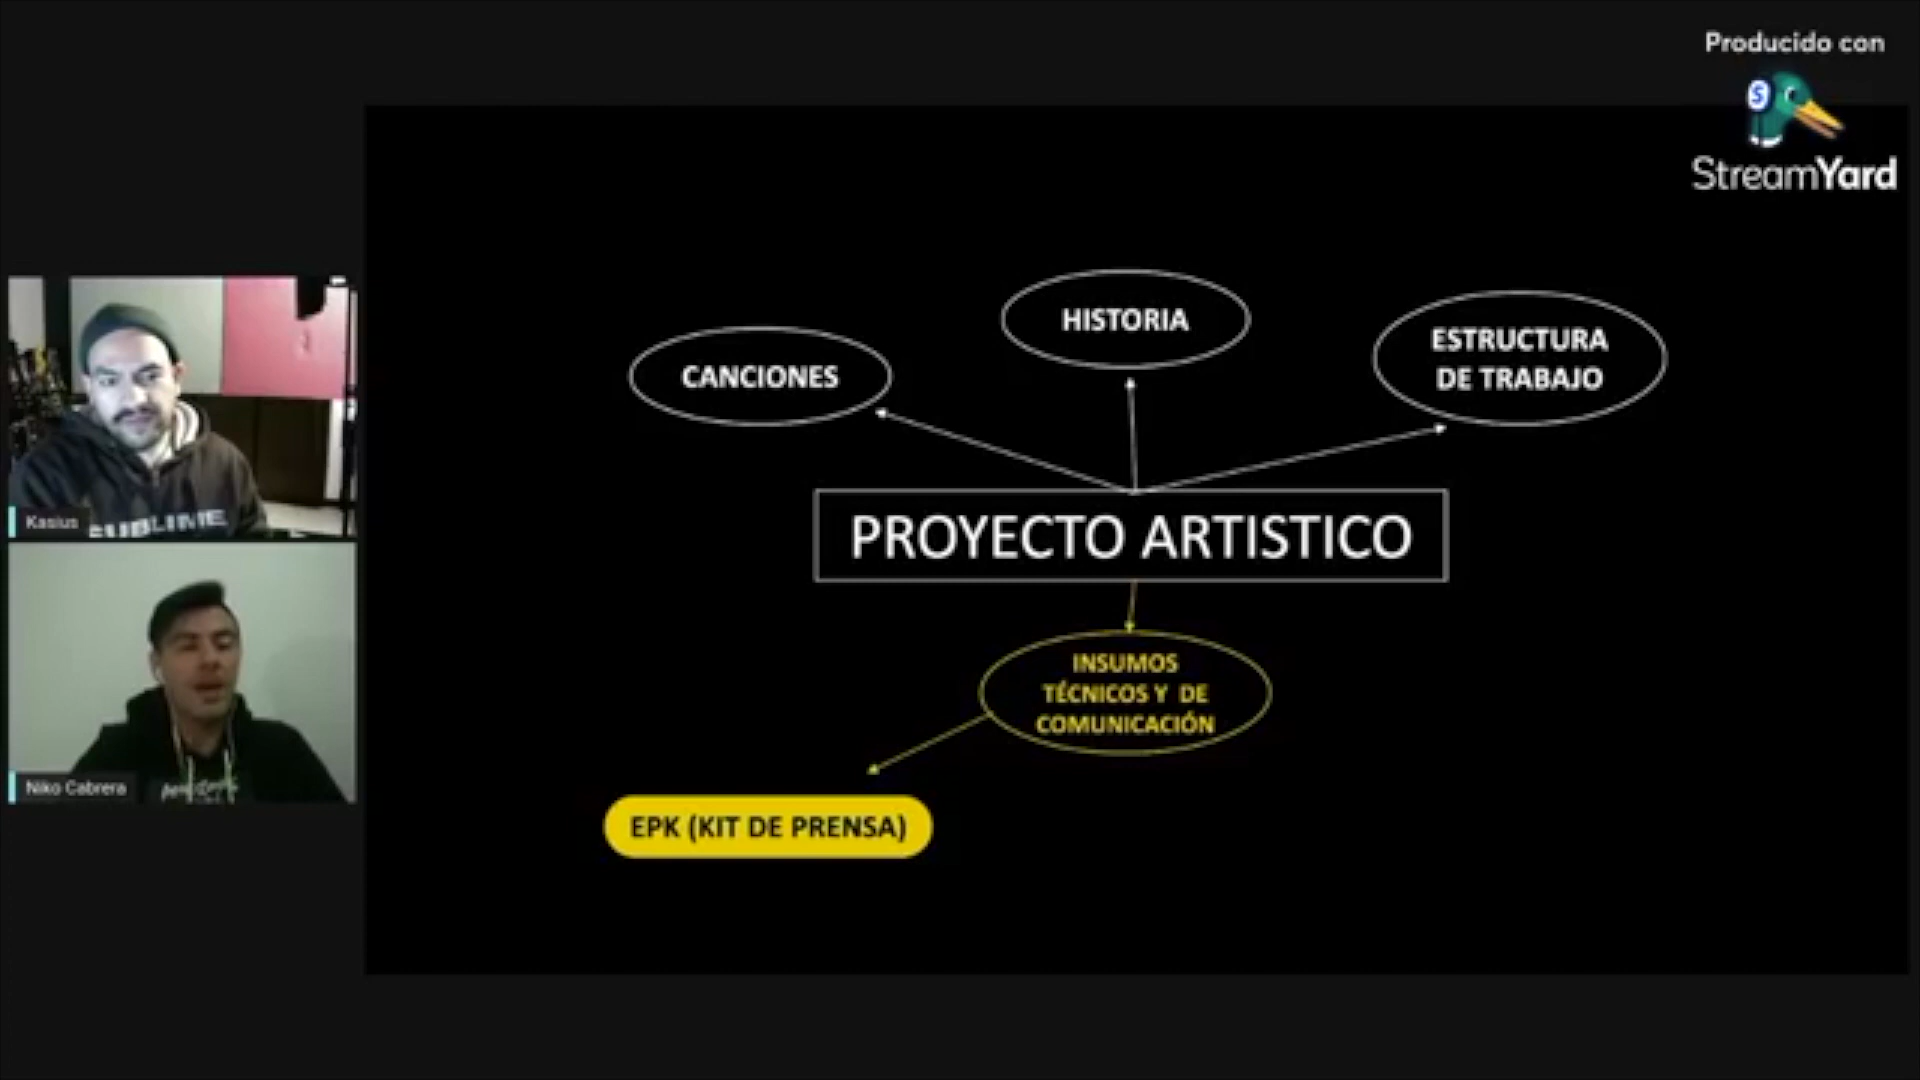 Producido con
StreamYard
HISTORIA
CANCIONES
ESTRUCTURA
DE TRABAJO
PROYECTO ARTISTICO
INSUMOS
TÉCNICOS Y DE
COMUNICACIÓN
EPK (KIT DE PRENSA)
Kasius
SUBLIME
Niko Cabrera